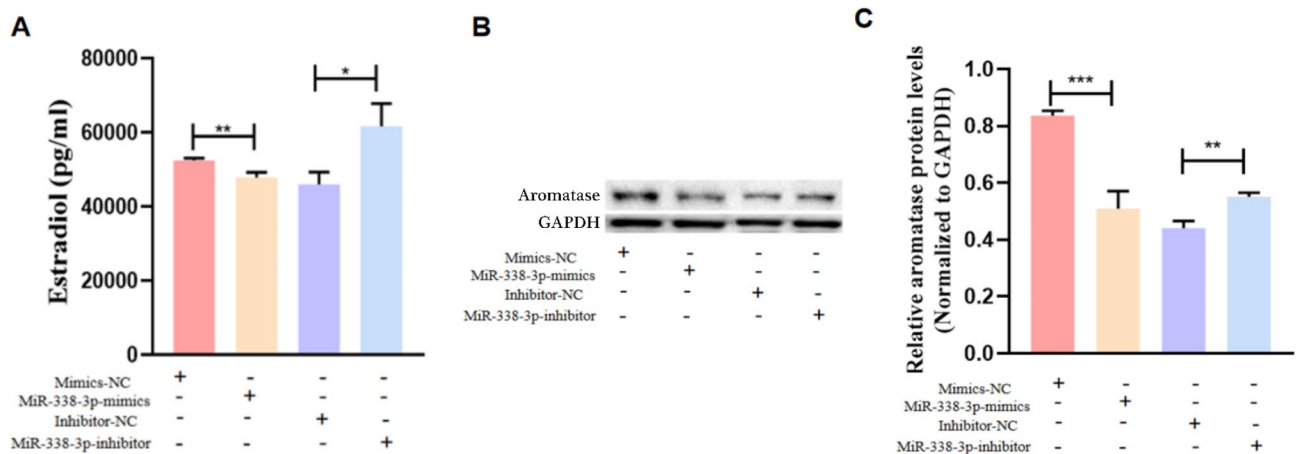 A
Estradiol (pg/ml)
80000
60000
40000
20000
0
**
*
Mimics-NC + - - -
MiR-338-3p-mimics - + - -
Inhibitor-NC - - + -
MiR-338-3p-inhibitor - - - +
B
Aromatase
GAPDH
Mimics-NC + - - -
MiR-338-3p-mimics - + - -
Inhibitor-NC - - + -
MiR-338-3p-inhibitor - - - +
C
Relative aromatase protein levels
(Normalized to GAPDH)
1.0
0.8
0.6
0.4
0.2
0.0
***
**
Mimics-NC + - - -
MiR-338-3p-mimics - + - -
Inhibitor-NC - - + -
MiR-338-3p-inhibitor - - - +